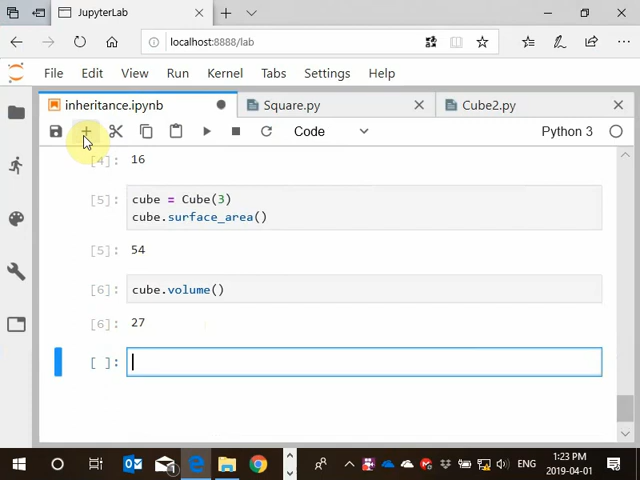 JupyterLab
localhost:8888/lab
File Edit View Run Kernel Tabs Settings Help
inheritance.ipynb Square.py Cube2.py
Code Python 3
[4]: 16
[5]: cube = Cube(3)
cube.surface_area()
[5]: 54
[6]: cube.volume()
[6]: 27
[ ]:
ENG 1:23 PM
2019-04-01